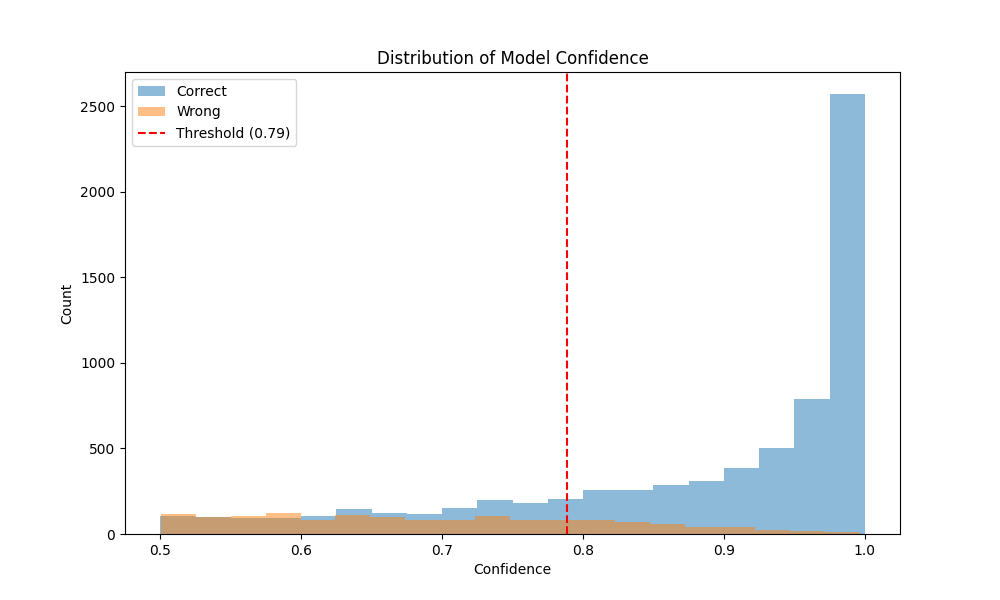 Distribution of Model Confidence
Correct
Wrong
Threshold (0.79)
2500
2000
1500
1000
500
0
Count
0.5 0.6 0.7 0.8 0.9 1.0
Confidence